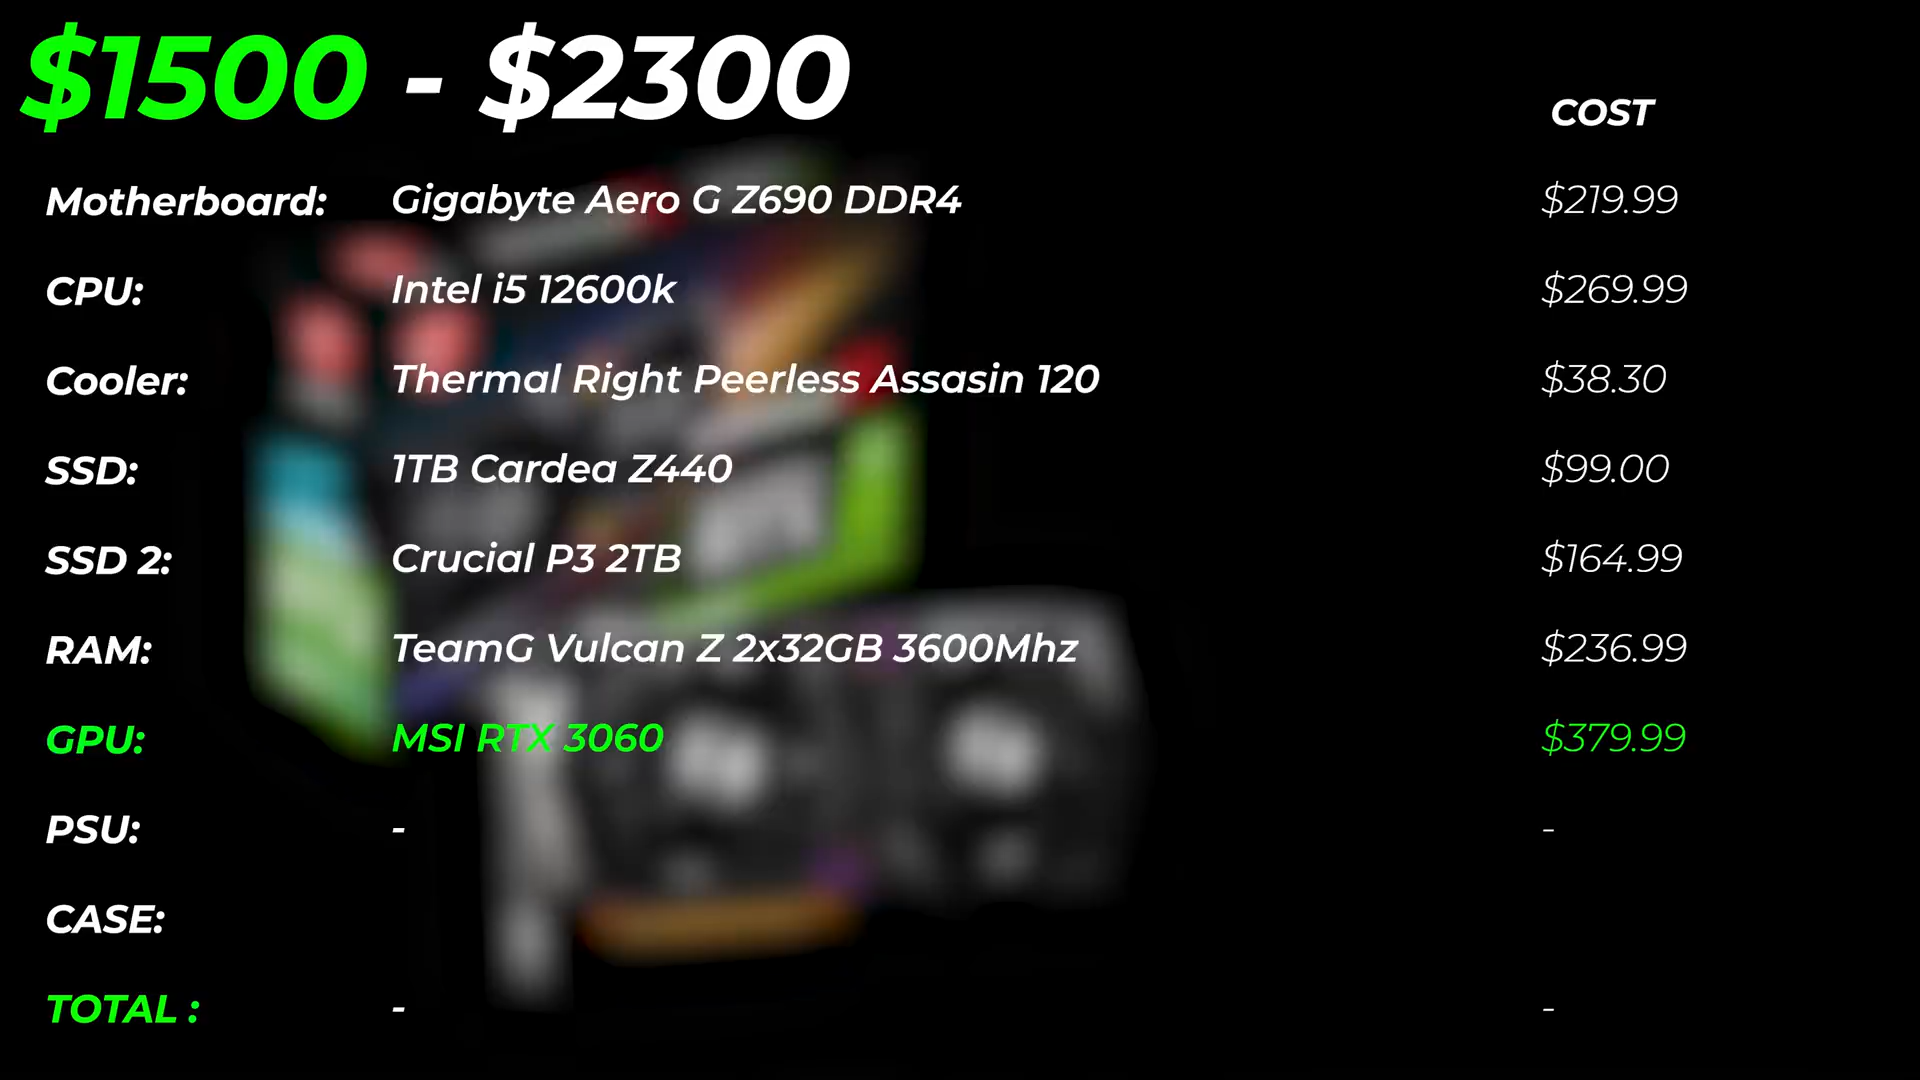 $1500 - $2300
COST
Motherboard: Gigabyte Aero G Z690 DDR4 $219.99
CPU: Intel i5 12600k $269.99
Cooler: Thermal Right Peerless Assasin 120 $38.30
SSD: 1TB Cardea Z440 $99.00
SSD 2: Crucial P3 2TB $164.99
RAM: TeamG Vulcan Z 2x32GB 3600Mhz $236.99
GPU: MSI RTX 3060 $379.99
PSU: - -
CASE:
TOTAL : - -